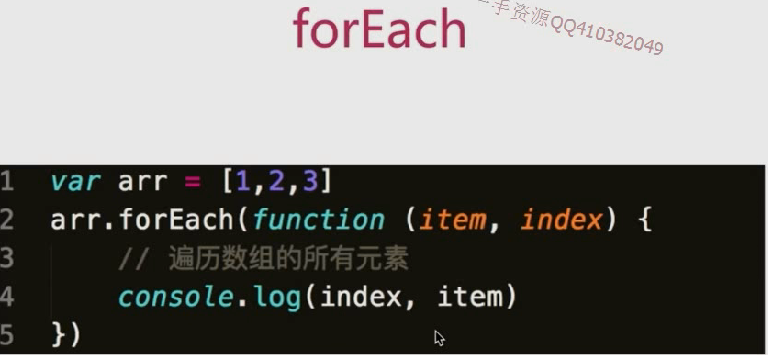 forEach
手资源QQ410382049
1 var arr = [1,2,3]
2 arr.forEach(function (item, index) {
3 // 遍历数组的所有元素
4 console.log(index, item)
5 })